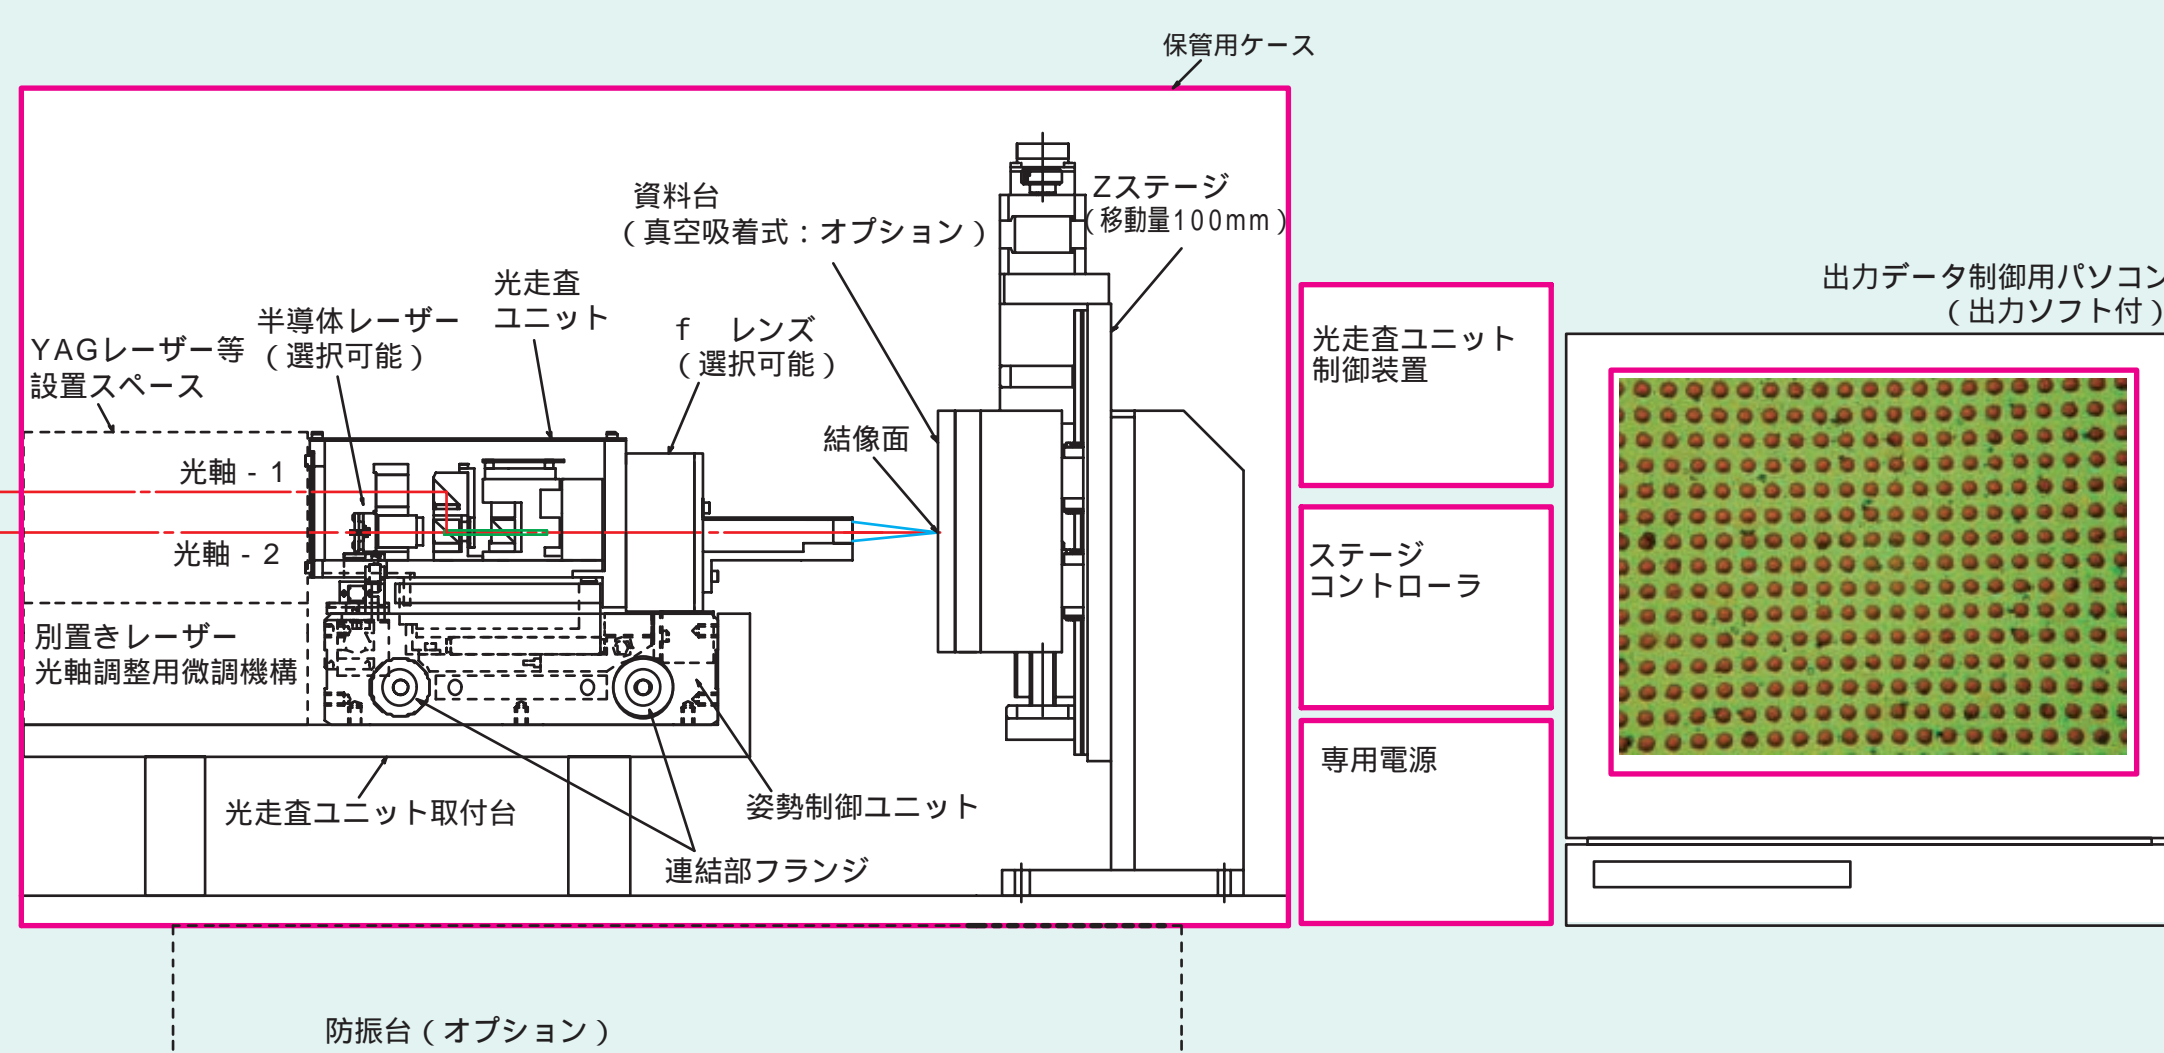 保管用ケース
資料台
（真空吸着式：オプション）
Zステージ
（移動量100mm）
光走査
ユニット
半導体レーザー
（選択可能）
f　レンズ
（選択可能）
YAGレーザー等
設置スペース
結像面
光軸 - 1
光軸 - 2
別置きレーザー
光軸調整用微調機構
光走査ユニット取付台
姿勢制御ユニット
連結部フランジ
防振台（オプション）
光走査ユニット
制御装置
ステージ
コントローラ
専用電源
出力データ制御用パソコン
（出力ソフト付）